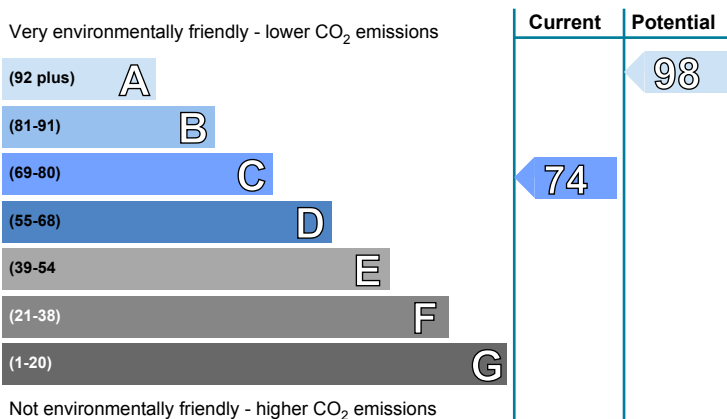 Very environmentally friendly - lower CO2 emissions
Current
Potential
(92 plus) A
98
(81-91) B
(69-80) C
74
(55-68) D
(39-54 E
(21-38) F
(1-20) G
Not environmentally friendly - higher CO2 emissions